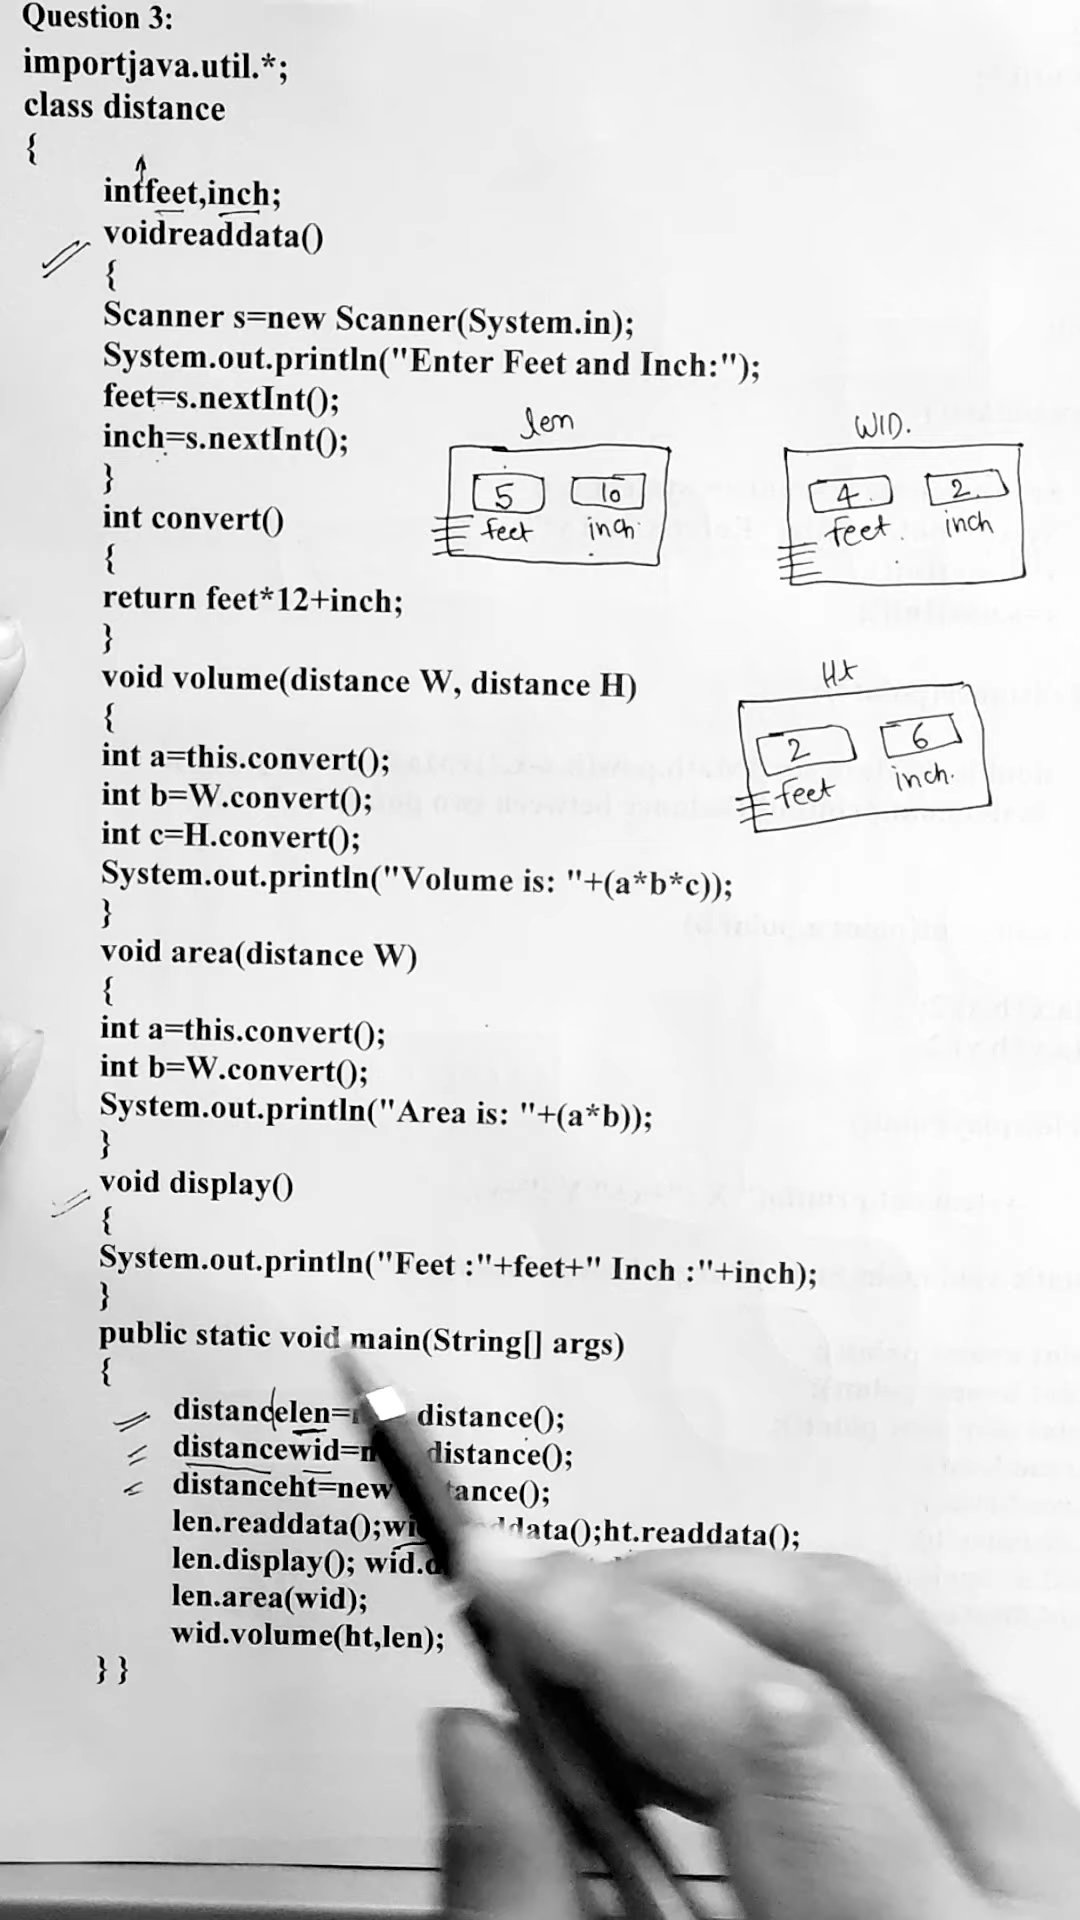 Question 3:
importjava.util.*;
class distance
{
intfeet,inch;
voidreaddata()
{
Scanner s=new Scanner(System.in);
System.out.println("Enter Feet and Inch:");
feet=s.nextInt();
inch=s.nextInt();
}
len
5 10
feet inch
WID.
4. 2.
feet. inch
int convert()
{
return feet*12+inch;
}
Ht
2 6
feet inch.
void volume(distance W, distance H)
{
int a=this.convert();
int b=W.convert();
int c=H.convert();
System.out.println("Volume is: "+(a*b*c));
}
void area(distance W)
{
int a=this.convert();
int b=W.convert();
System.out.println("Area is: "+(a*b));
}
void display()
{
System.out.println("Feet :"+feet+" Inch :"+inch);
}
public static void main(String[] args)
{
distancelen= distance();
distancewid= distance();
distanceht=new
len.readdata(); ht.readdata();
len.display();
len.area(wid);
wid.volume(ht,len);
} }